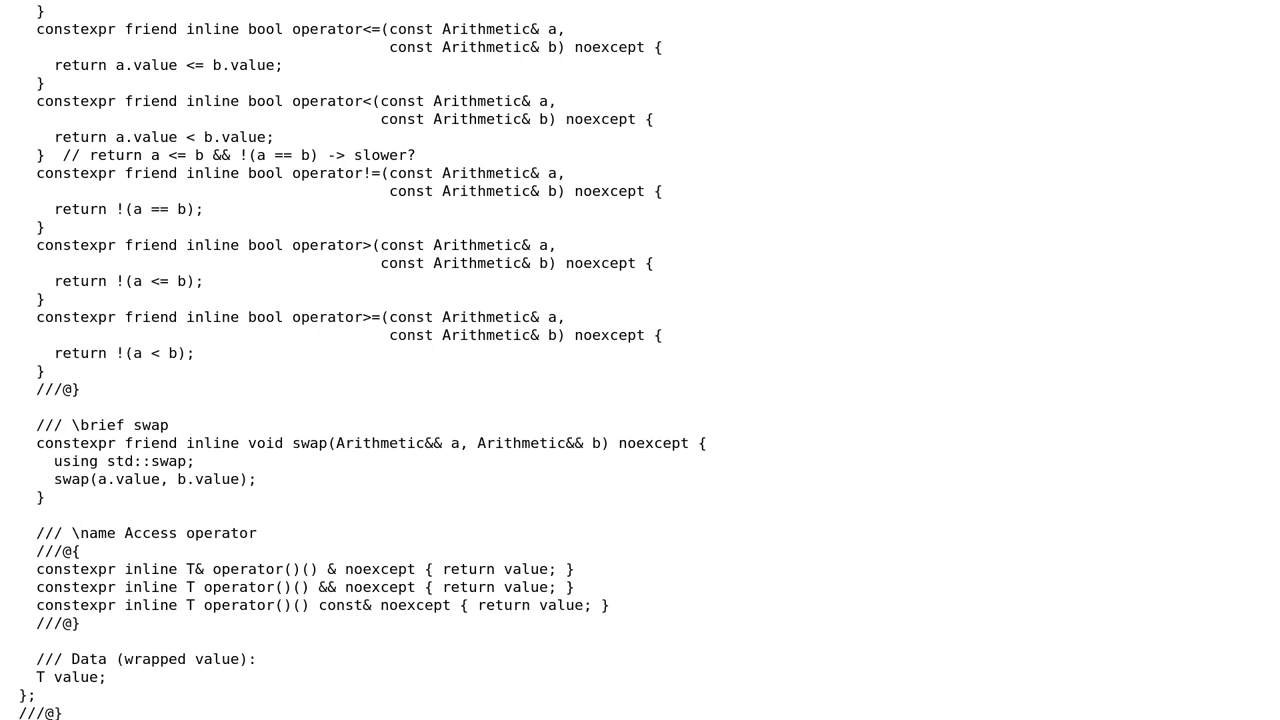 }
  constexpr friend inline bool operator<=(const Arithmetic& a,
                                          const Arithmetic& b) noexcept {
    return a.value <= b.value;
  }
  constexpr friend inline bool operator<(const Arithmetic& a,
                                         const Arithmetic& b) noexcept {
    return a.value < b.value;
  }  // return a <= b && !(a == b) -> slower?
  constexpr friend inline bool operator!=(const Arithmetic& a,
                                          const Arithmetic& b) noexcept {
    return !(a == b);
  }
  constexpr friend inline bool operator>(const Arithmetic& a,
                                         const Arithmetic& b) noexcept {
    return !(a <= b);
  }
  constexpr friend inline bool operator>=(const Arithmetic& a,
                                          const Arithmetic& b) noexcept {
    return !(a < b);
  }
  ///@}

  /// \brief swap
  constexpr friend inline void swap(Arithmetic&& a, Arithmetic&& b) noexcept {
    using std::swap;
    swap(a.value, b.value);
  }

  /// \name Access operator
  ///@{
  constexpr inline T& operator()() & noexcept { return value; }
  constexpr inline T operator()() && noexcept { return value; }
  constexpr inline T operator()() const& noexcept { return value; }
  ///@}

  /// Data (wrapped value):
  T value;
};
///@}